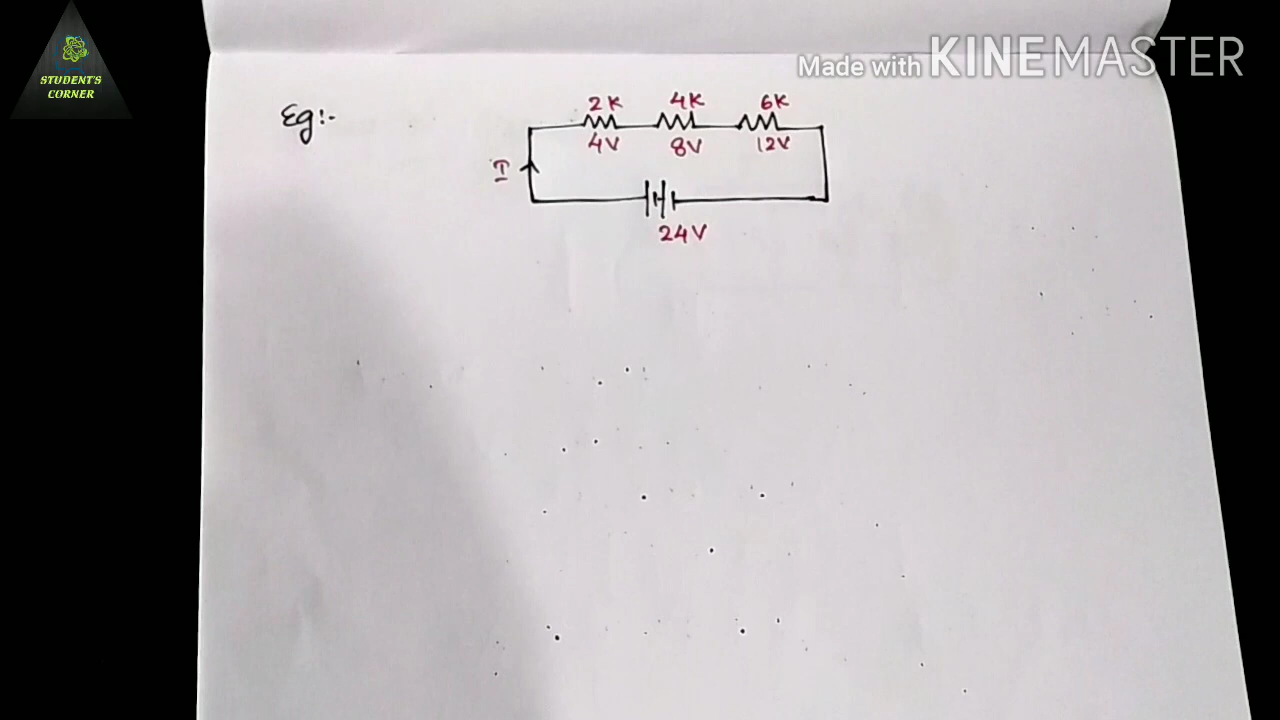 STUDENT'S
CORNER
Made with KINEMASTER
Eg:-
2K 4K 6K
4V 8V 12V
I
24V